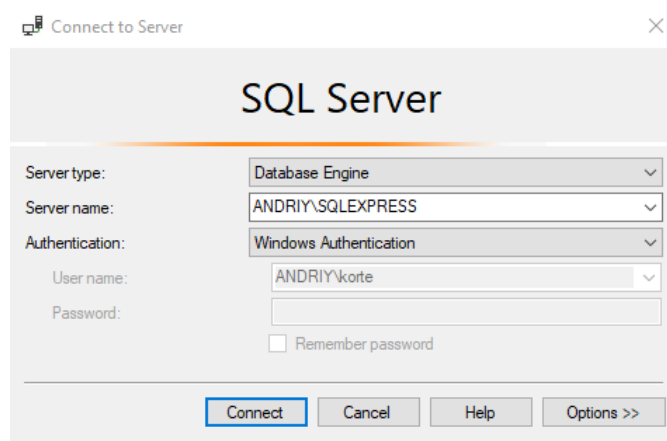 Connect to Server
SQL Server
Server type: Database Engine
Server name: ANDRIY\SQLEXPRESS
Authentication: Windows Authentication
User name: ANDRIY\korte
Password:
Remember password
Connect Cancel Help Options >>